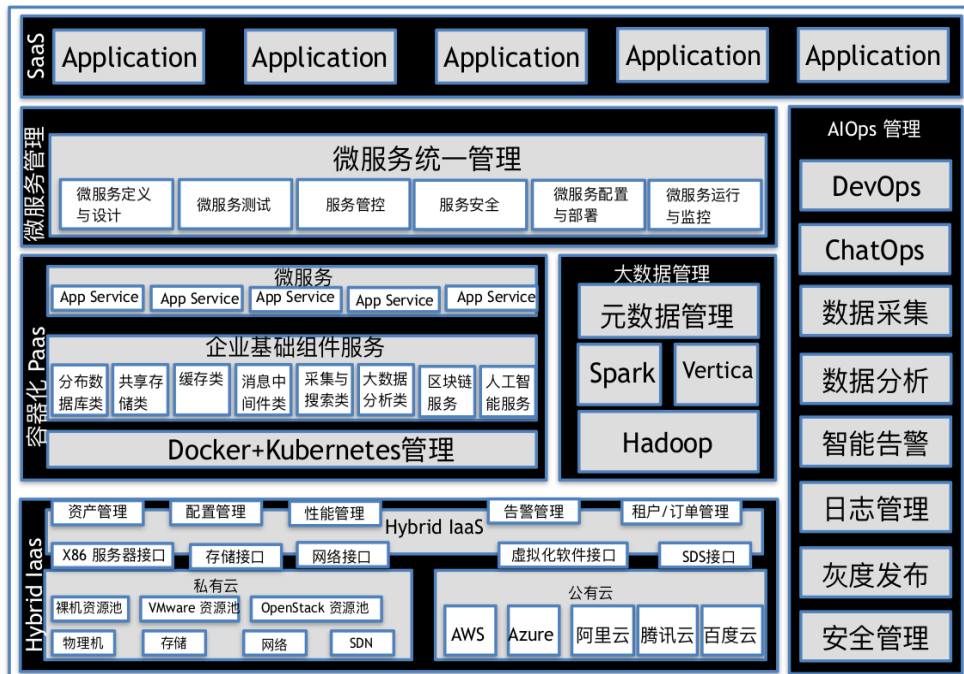 SaaS
Application
Application
Application
Application
Application
微服务管理
微服务统一管理
微服务定义
与设计
微服务测试
服务管控
服务安全
微服务配置
与部署
微服务运行
与监控
容器化 Paas
微服务
App Service
App Service
App Service
App Service
App Service
企业基础组件服务
分布数
据库类
共享存
储类
缓存类
消息中
间件类
采集与
搜索类
大数据
分析类
区块链
服务
人工智
能服务
Docker+Kubernetes管理
大数据管理
元数据管理
Spark
Vertica
Hadoop
Hybrid Iaas
资产管理
配置管理
性能管理
告警管理
租户/订单管理
Hybrid IaaS
X86 服务器接口
存储接口
网络接口
虚拟化软件接口
SDS接口
私有云
裸机资源池
VMware 资源池
OpenStack 资源池
物理机
存储
网络
SDN
公有云
AWS
Azure
阿里云
腾讯云
百度云
AIOps 管理
DevOps
ChatOps
数据采集
数据分析
智能告警
日志管理
灰度发布
安全管理